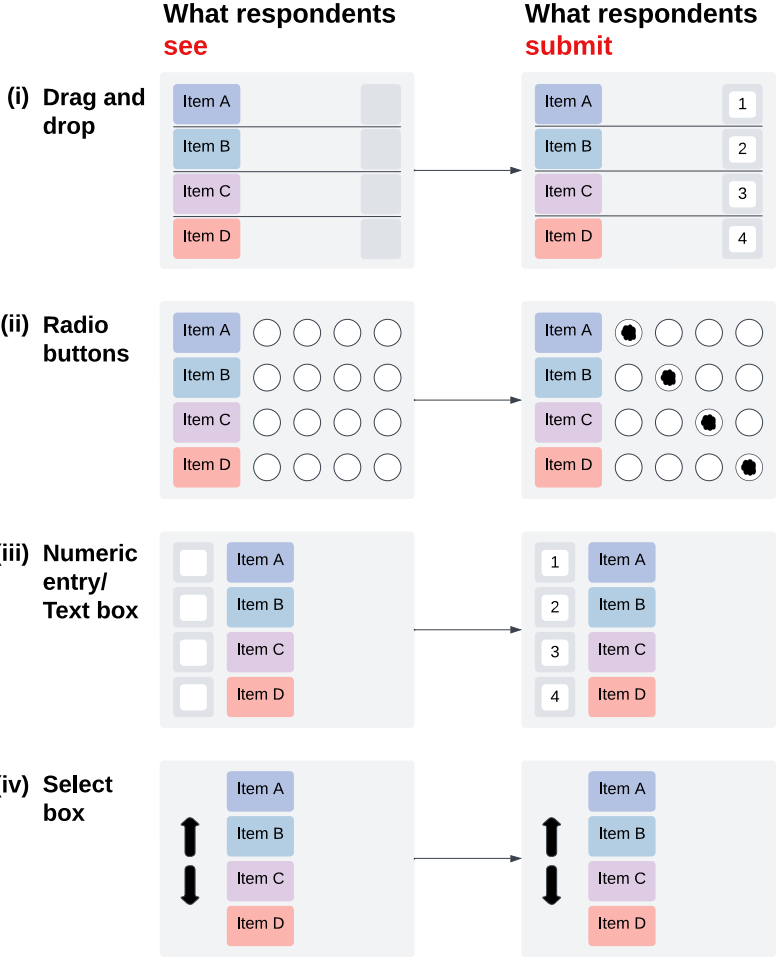 What respondents
see
What respondents
submit
(i) Drag and
drop
Item A
Item B
Item C
Item D
Item A 1
Item B 2
Item C 3
Item D 4
(ii) Radio
buttons
Item A
Item B
Item C
Item D
Item A
Item B
Item C
Item D
(iii) Numeric
entry/
Text box
Item A
Item B
Item C
Item D
1 Item A
2 Item B
3 Item C
4 Item D
(iv) Select
box
Item A
Item B
Item C
Item D
Item A
Item B
Item C
Item D